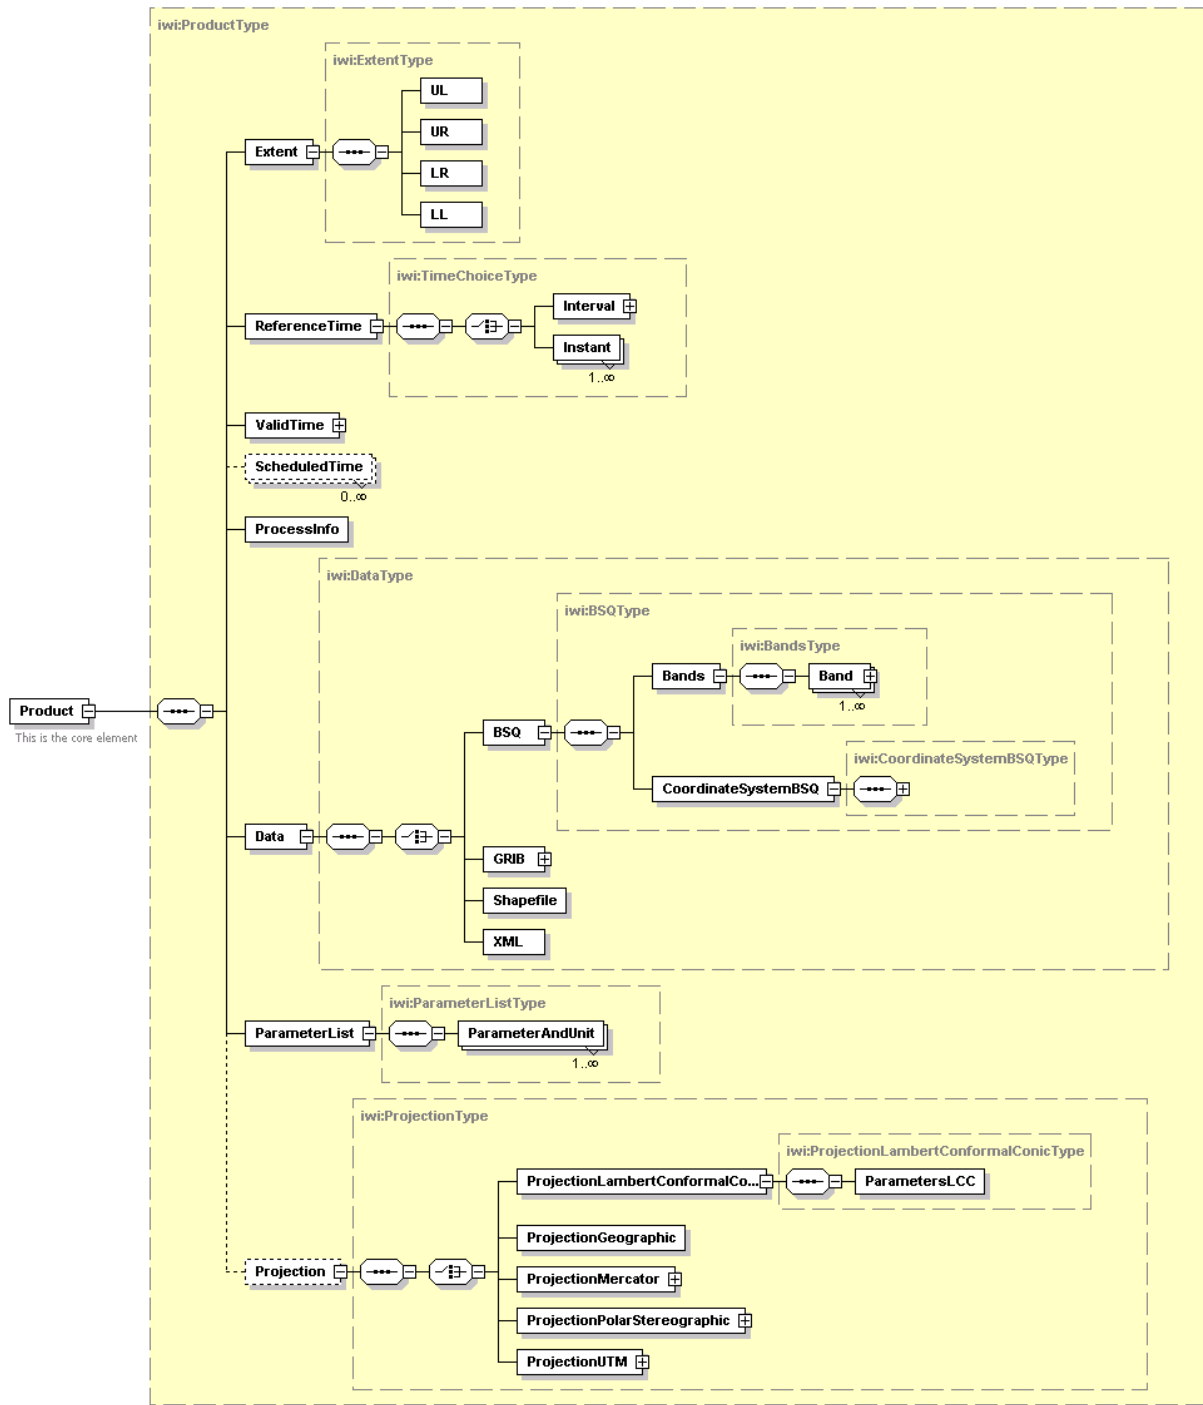 iwi:ProductType
iwi:ExtentType
UL
UR
Extent
LR
LL
iwi:TimeChoiceType
Interval
ReferenceTime
Instant
1..∞
ValidTime
ScheduledTime
0..∞
ProcessInfo
iwi:DataType
iwi:BSQType
iwi:BandsType
Bands
Band
1..∞
Product
This is the core element
BSQ
iwi:CoordinateSystemBSQType
CoordinateSystemBSQ
Data
GRIB
Shapefile
XML
iwi:ParameterListType
ParameterList
ParameterAndUnit
1..∞
iwi:ProjectionType
iwi:ProjectionLambertConformalConicType
ProjectionLambertConformalCo...
ParametersLCC
ProjectionGeographic
Projection
ProjectionMercator
ProjectionPolarStereographic
ProjectionUTM